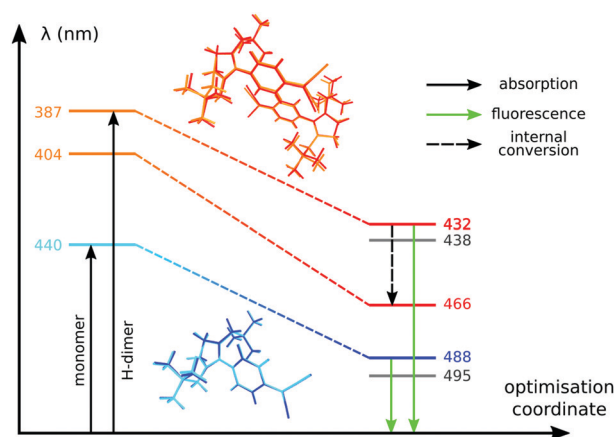 λ (nm)
absorption
fluorescence
internal
conversion
387
404
440
432
438
466
488
495
monomer
H-dimer
optimisation
coordinate